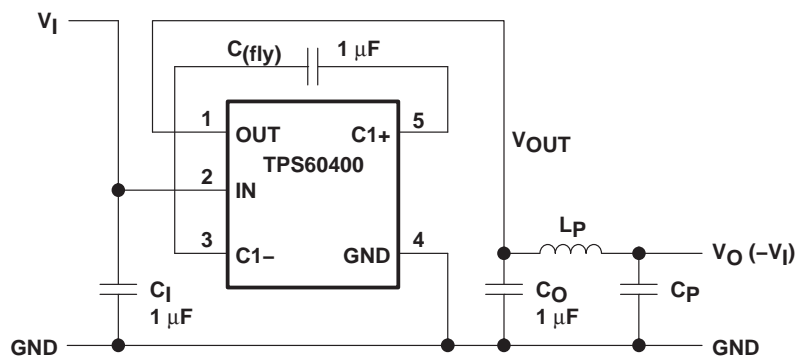 VI
C(fly) 1 μF
1 OUT C1+ 5
TPS60400
VOUT
2 IN
LP
3 C1− GND 4
VO (−VI)
CI
1 μF
CO
1 μF
CP
GND GND